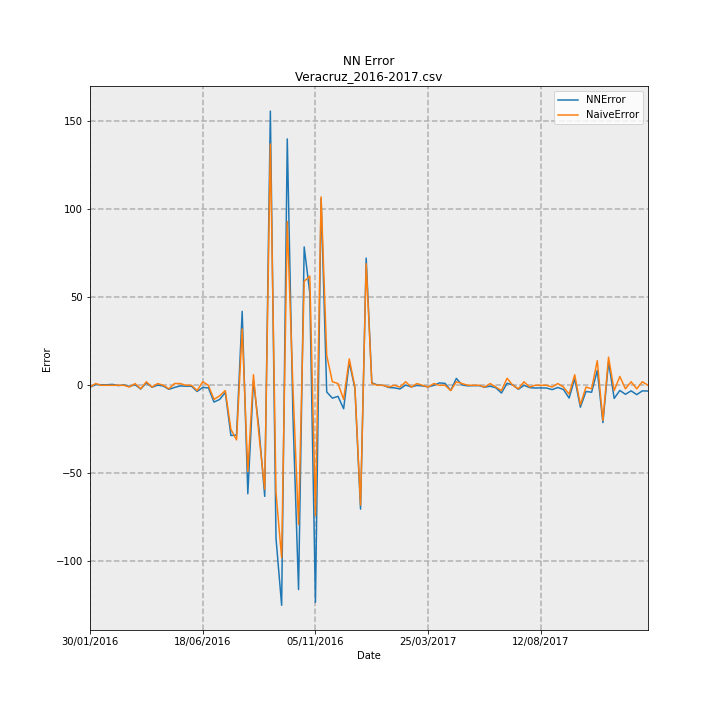 NN Error
Veracruz_2016-2017.csv
NNError
NaiveError
150
100
50
0
−50
−100
Error
30/01/2016
18/06/2016
05/11/2016
25/03/2017
12/08/2017
Date